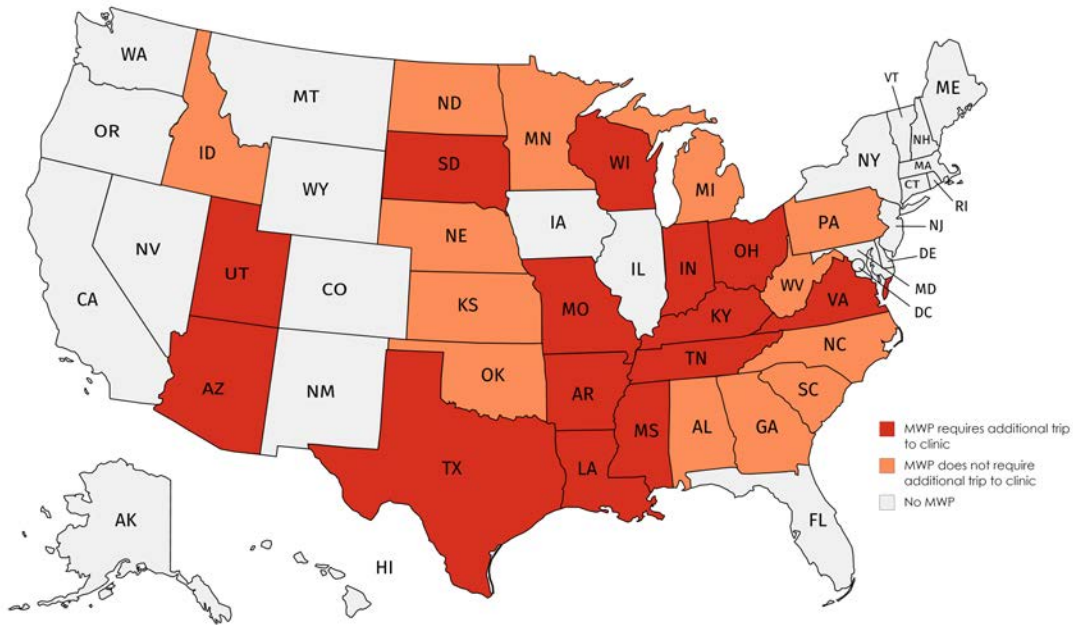 WA
MT
ND
MN
VT
ME
OR
ID
SD
WI
NH
NY
MA
WY
MI
CT
RI
IA
PA
NJ
NV
NE
OH
DE
UT
IL
IN
CA
CO
WV
MD
KS
MO
VA
DC
KY
NC
TN
AZ
OK
NM
AR
SC
MS
AL
GA
MWP requires additional trip
to clinic
TX
LA
MWP does not require
additional trip to clinic
No MWP
AK
FL
HI